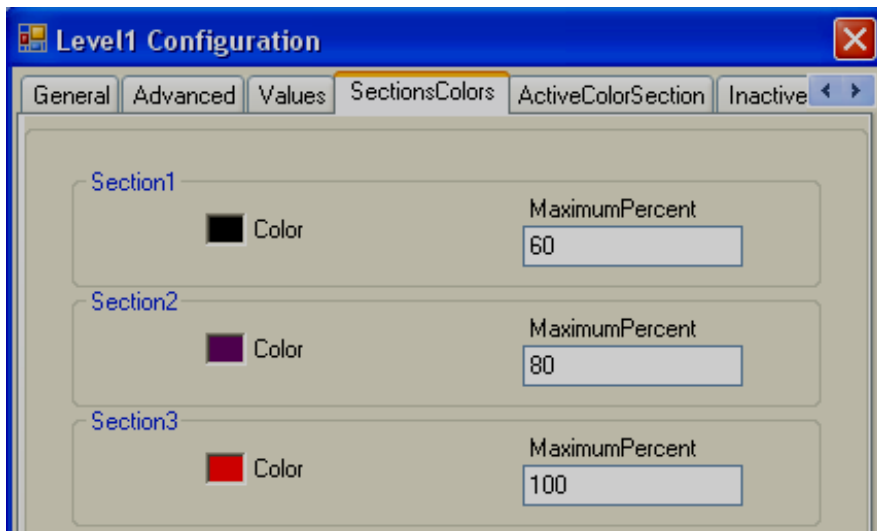 Level1 Configuration
General Advanced Values SectionsColors ActiveColorSection Inactive
Section1
Color
MaximumPercent
60
Section2
Color
MaximumPercent
80
Section3
Color
MaximumPercent
100